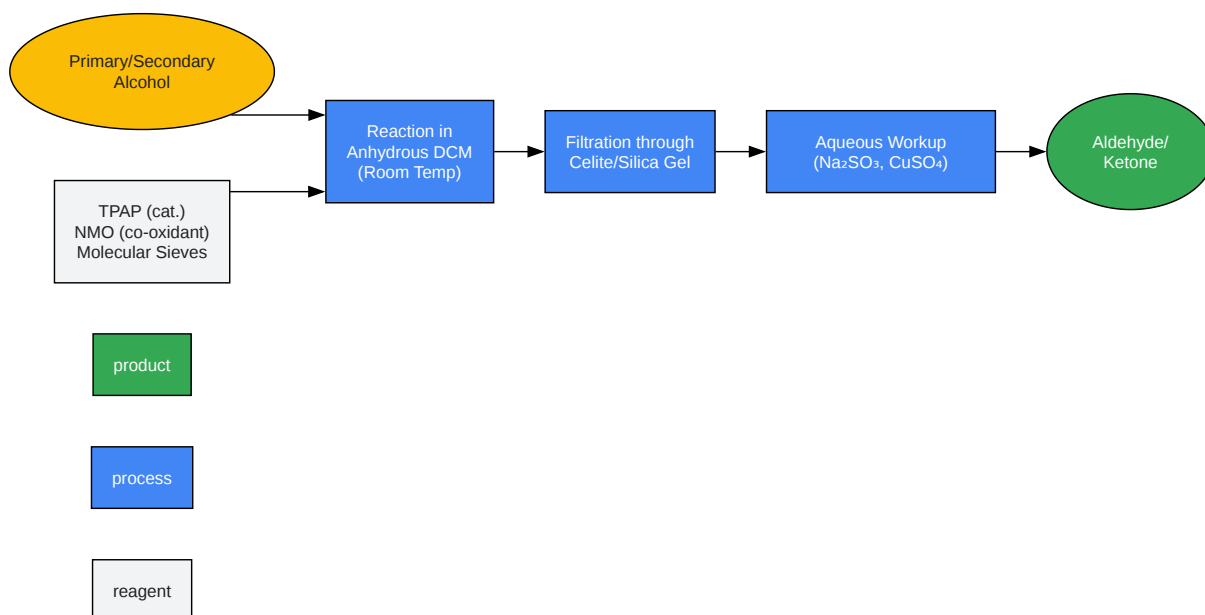 Primary/Secondary
Alcohol
TPAP (cat.)
NMO (co-oxidant)
Molecular Sieves
Reaction in
Anhydrous DCM
(Room Temp)
Filtration through
Celite/Silica Gel
Aqueous Workup
(Na₂SO₃, CuSO₄)
Aldehyde/
Ketone
product
process
reagent